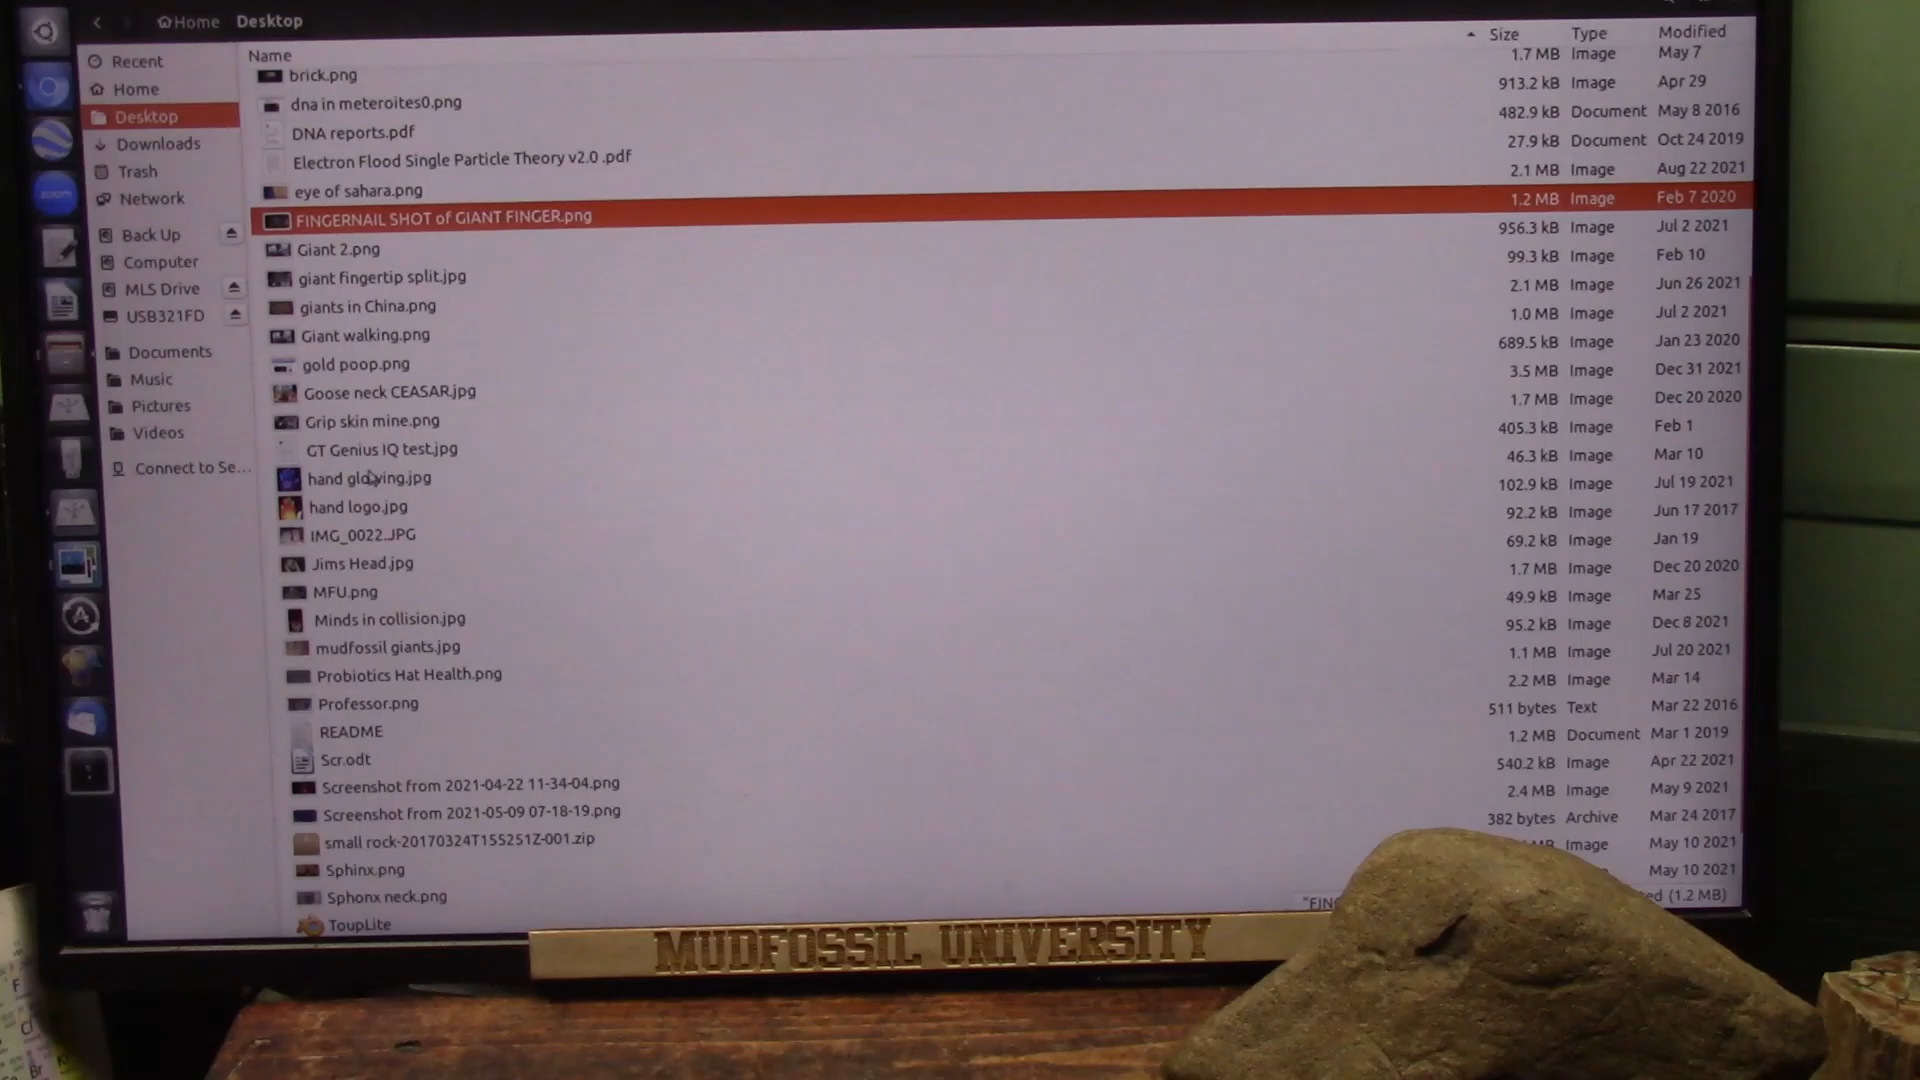 Home Desktop
Recent
Home
Desktop
Downloads
Trash
Network
Back Up
Computer
MLS Drive
USB321FD
Documents
Music
Pictures
Videos
Connect to Se...
zoom
Name Size Type Modified
brick.png 1.7 MB Image May 7
dna in meteroites0.png 913.2 kB Image Apr 29
DNA reports.pdf 482.9 kB Document May 8 2016
Electron Flood Single Particle Theory v2.0 .pdf 27.9 kB Document Oct 24 2019
eye of sahara.png 2.1 MB Image Aug 22 2021
FINGERNAIL SHOT of GIANT FINGER.png 1.2 MB Image Feb 7 2020
Giant 2.png 956.3 kB Image Jul 2 2021
giant fingertip split.jpg 99.3 kB Image Feb 10
giants in China.png 2.1 MB Image Jun 26 2021
Giant walking.png 1.0 MB Image Jul 2 2021
gold poop.png 689.5 kB Image Jan 23 2020
Goose neck CEASAR.jpg 3.5 MB Image Dec 31 2021
Grip skin mine.png 1.7 MB Image Dec 20 2020
GT Genius IQ test.jpg 405.3 kB Image Feb 1
hand glowing.jpg 46.3 kB Image Mar 10
hand logo.jpg 102.9 kB Image Jul 19 2021
IMG_0022.JPG 92.2 kB Image Jun 17 2017
Jims Head.jpg 69.2 kB Image Jan 19
MFU.png 1.7 MB Image Dec 20 2020
Minds in collision.jpg 49.9 kB Image Mar 25
mudfossil giants.jpg 95.2 kB Image Dec 8 2021
Probiotics Hat Health.png 1.1 MB Image Jul 20 2021
Professor.png 2.2 MB Image Mar 14
README 511 bytes Text Mar 22 2016
Scr.odt 1.2 MB Document Mar 1 2019
Screenshot from 2021-04-22 11-34-04.png 540.2 kB Image Apr 22 2021
Screenshot from 2021-05-09 07-18-19.png 2.4 MB Image May 9 2021
small rock-20170324T155251Z-001.zip 382 bytes Archive Mar 24 2017
Sphinx.png MB Image May 10 2021
Sphonx neck.png May 10 2021
ToupLite
(1.2 MB)
MUDFOSSIL UNIVERSITY